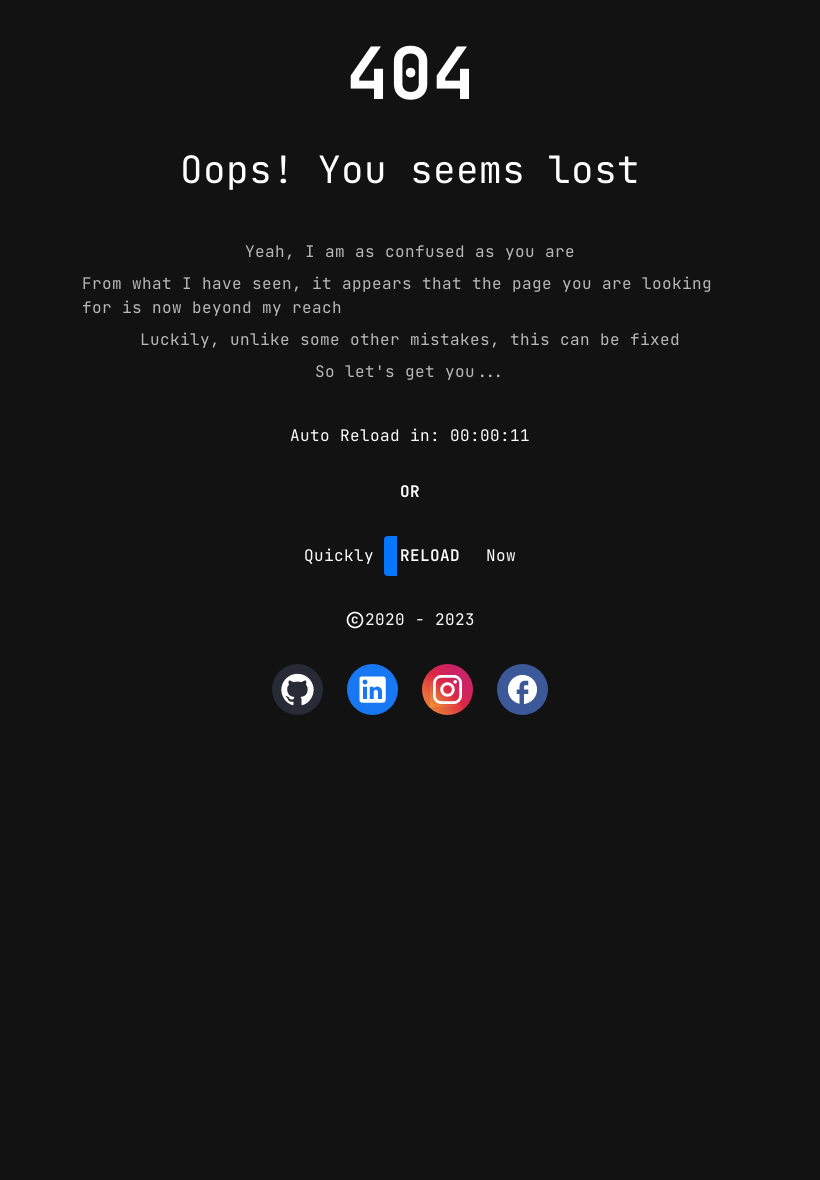 404
Oops! You seems lost
Yeah, I am as confused as you are
From what I have seen, it appears that the page you are looking
for is now beyond my reach
Luckily, unlike some other mistakes, this can be fixed
So let's get you...
Auto Reload in: 00:00:11
OR
Quickly RELOAD Now
©2020 - 2023